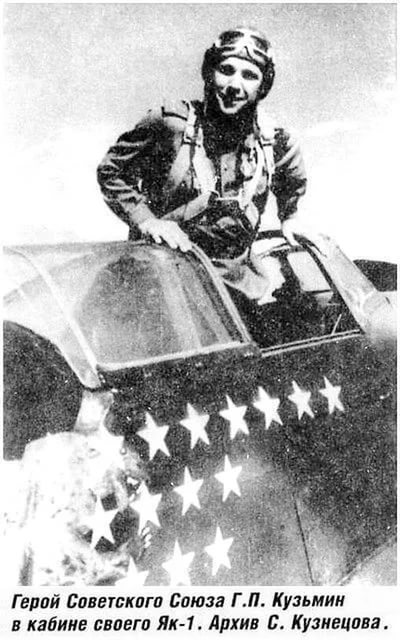 Герой Советского Союза Г.П. Кузьмин
в кабине своего Як-1. Архив С. Кузнецова.